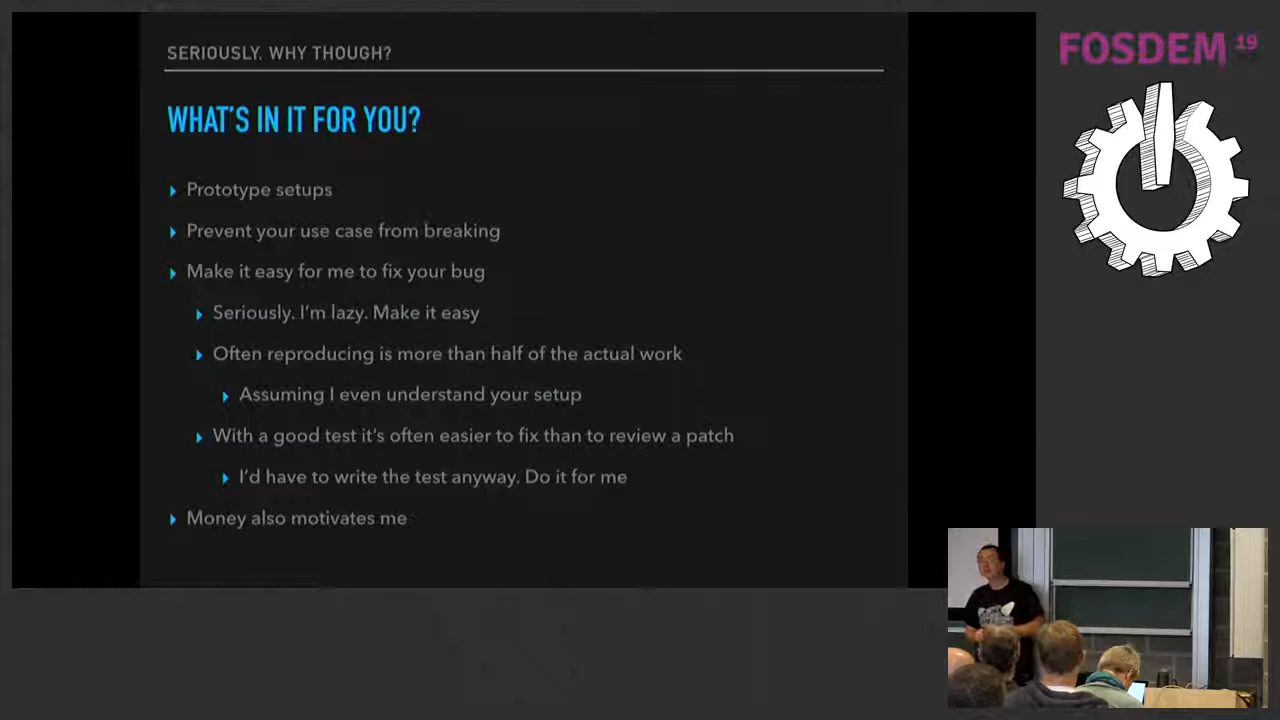 SERIOUSLY. WHY THOUGH?
WHAT'S IN IT FOR YOU?
Prototype setups
Prevent your use case from breaking
Make it easy for me to fix your bug
Seriously. I'm lazy. Make it easy
Often reproducing is more than half of the actual work
Assuming I even understand your setup
With a good test it's often easier to fix than to review a patch
I'd have to write the test anyway. Do it for me
Money also motivates me
FOSDEM 19